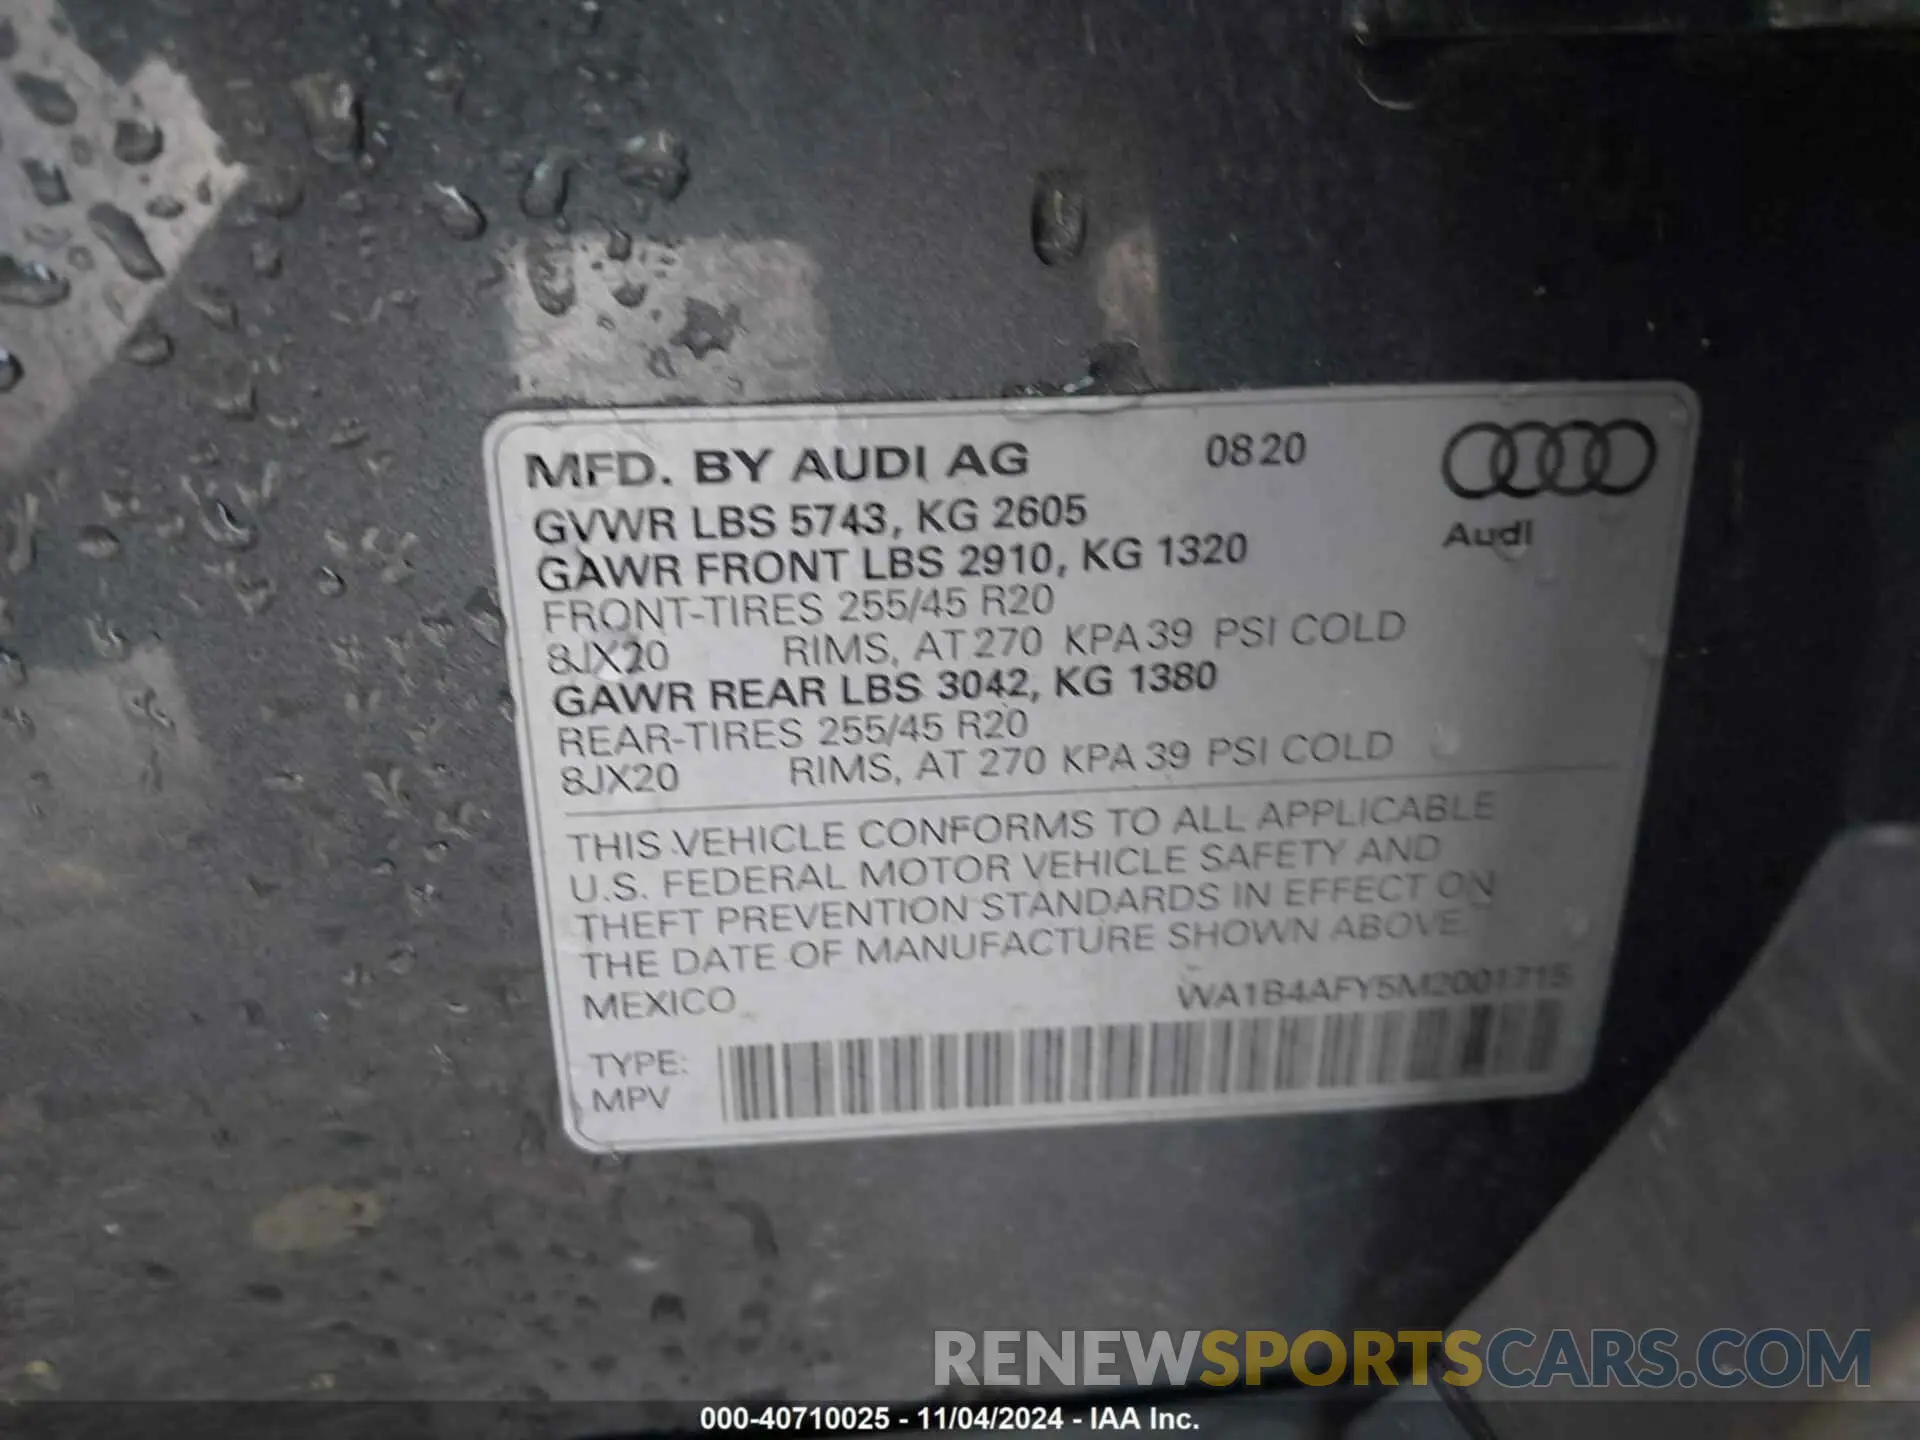 MFD. BY AUDI AG 0820
GVWR LBS 5743, KG 2605
Audi
GAWR FRONT LBS 2910, KG 1320
FRONT-TIRES 255/45 R20
8JX20 RIMS, AT 270 KPA 39 PSI COLD
GAWR REAR LBS 3042, KG 1380
REAR-TIRES 255/45 R20
8JX20 RIMS, AT 270 KPA 39 PSI COLD
THIS VEHICLE CONFORMS TO ALL APPLICABLE
U.S. FEDERAL MOTOR VEHICLE SAFETY AND
THEFT PREVENTION STANDARDS IN EFFECT ON
THE DATE OF MANUFACTURE SHOWN ABOVE.
MEXICO WA1B4AFY5M2001715
TYPE:
MPV
RENEWSPORTSCARS.COM
000-40710025 - 11/04/2024 - IAA Inc.